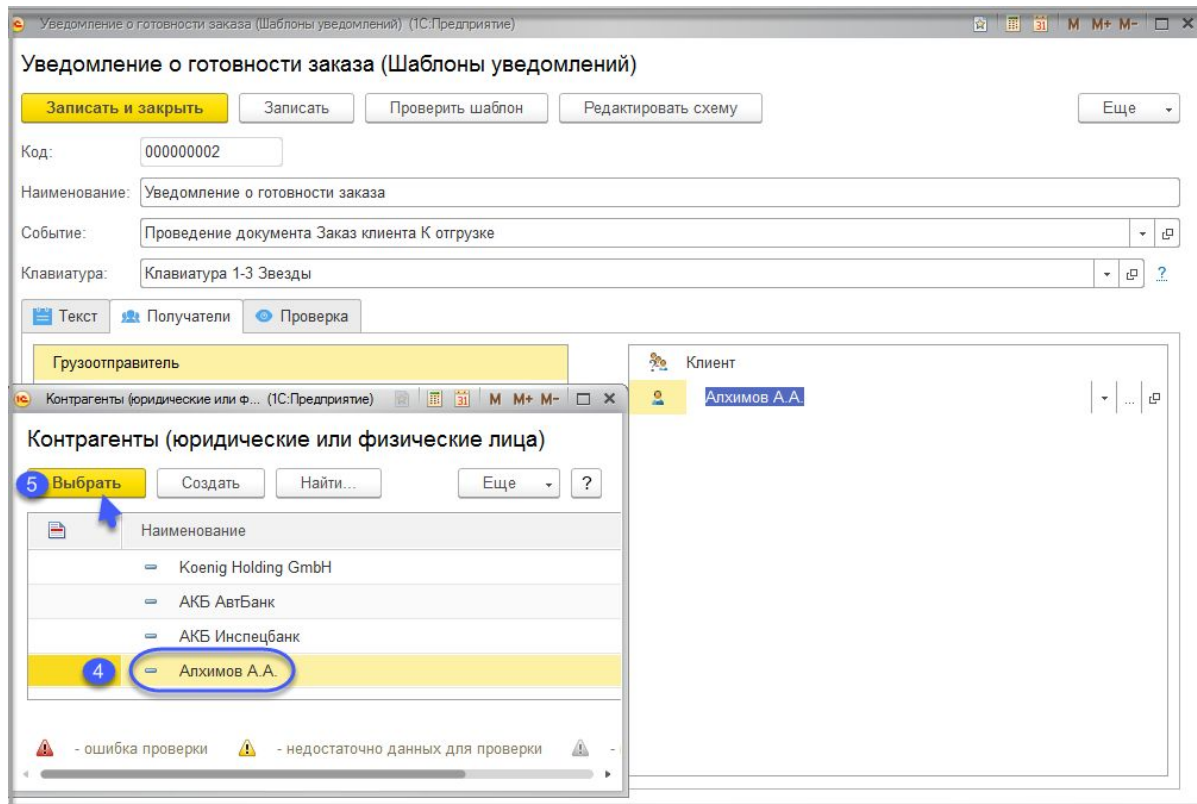 Уведомление о готовности заказа (Шаблоны уведомлений) (1С:Предприятие) 31 M M+ M-
Уведомление о готовности заказа (Шаблоны уведомлений)
Записать и закрыть Записать Проверить шаблон Редактировать схему Еще
Код: 000000002
Наименование: Уведомление о готовности заказа
Событие: Проведение документа Заказ клиента К отгрузке
Клавиатура: Клавиатура 1-3 Звезды ?
Текст Получатели Проверка
Грузоотправитель
Клиент
Алхимов А.А. ...
Контрагенты (юридические или ф... (1С:Предприятие) 31 M M+ M-
Контрагенты (юридические или физические лица)
5 Выбрать Создать Найти... Еще ?
Наименование
Koenig Holding GmbH
АКБ АвтБанк
АКБ Инспецбанк
4 Алхимов А.А.
- ошибка проверки - недостаточно данных для проверки -